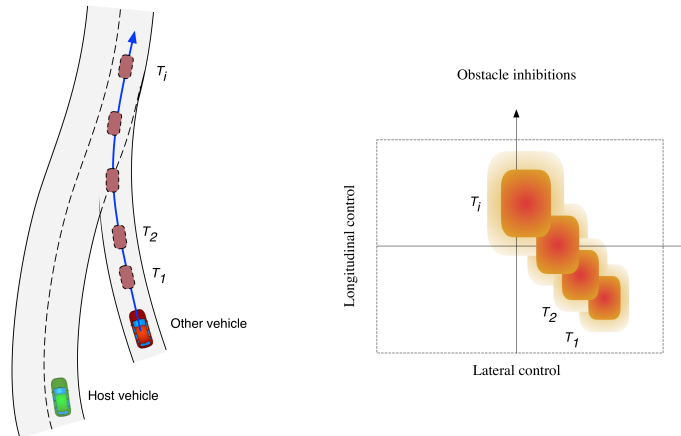 Ti
T2
T1
Other vehicle
Host vehicle
Obstacle inhibitions
Longitudinal control
Ti
T2
T1
Lateral control